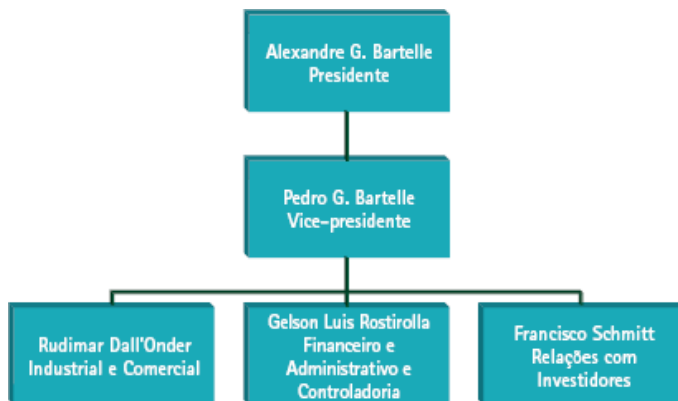 Alexandre G. Bartelle
Presidente
Pedro G. Bartelle
Vice-presidente
Rudimar Dall'Onder
Industrial e Comercial
Gelson Luis Rostirolla
Financeiro e
Administrativo e
Controladoria
Francisco Schmitt
Relações com
Investidores